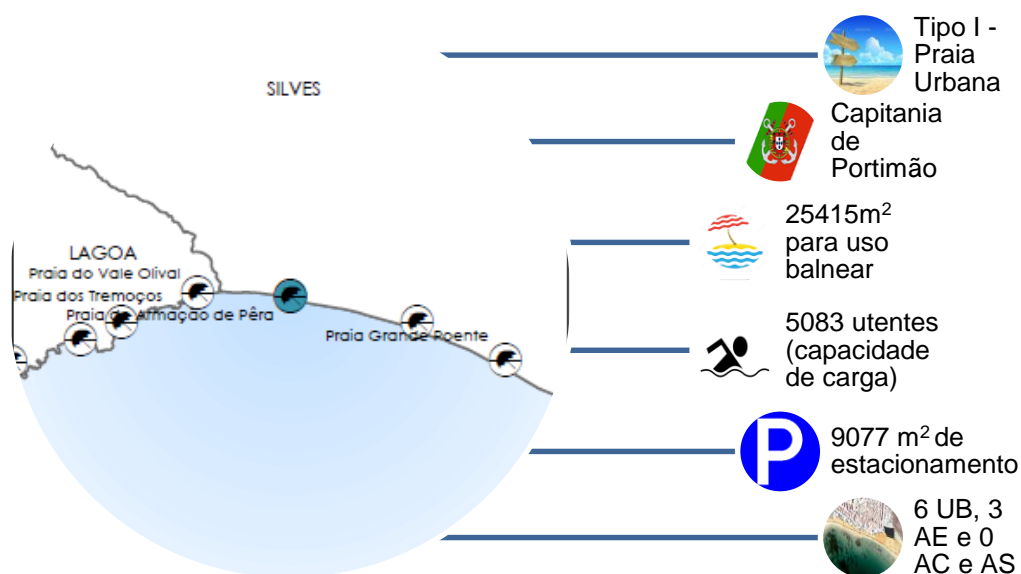 SILVES
LAGOA
Praia do Vale Olival
Praia dos Tremoços
Praia de Armação de Pêra
Praia Grande Poente
Tipo I -
Praia
Urbana
Capitania
de
Portimão
25415m²
para uso
balnear
5083 utentes
(capacidade
de carga)
P
9077 m² de
estacionamento
6 UB, 3
AE e 0
AC e AS